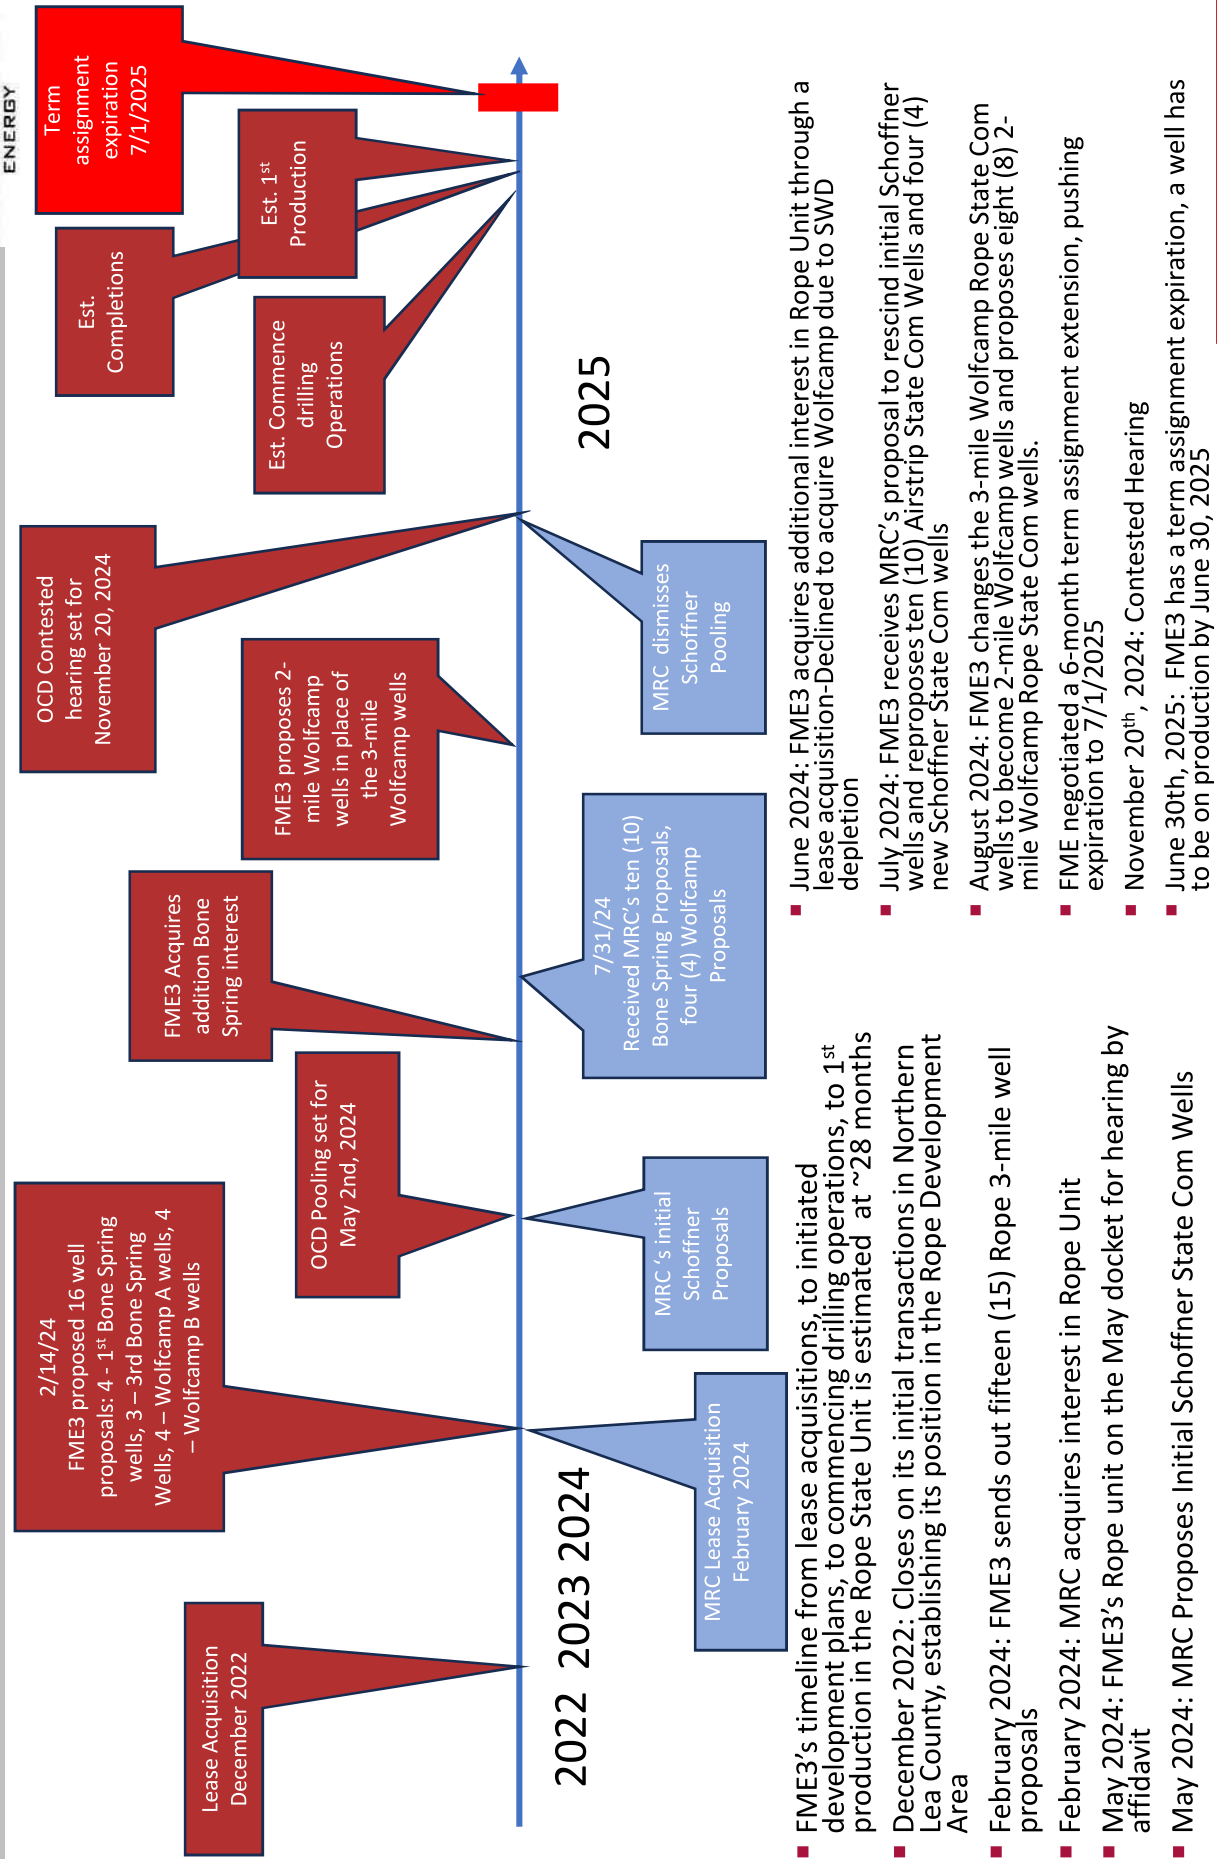 ENERGY
Lease Acquisition
December 2022
2/14/24
FME3 proposed 16 well
proposals: 4 - 1st Bone Spring
wells, 3 – 3rd Bone Spring
Wells, 4 – Wolfcamp A wells, 4
– Wolfcamp B wells
OCD Pooling set for
May 2nd, 2024
FME3 Acquires
addition Bone
Spring interest
FME3 proposes 2-
mile Wolfcamp
wells in place of
the 3-mile
Wolfcamp wells
OCD Contested
hearing set for
November 20, 2024
Est. Commence
drilling
Operations
Est.
Completions
Est. 1st
Production
Term
assignment
expiration
7/1/2025
2022 2023 2024
2025
MRC Lease Acquisition
February 2024
MRC 's initial
Schoffner
Proposals
7/31/24
Received MRC's ten (10)
Bone Spring Proposals,
four (4) Wolfcamp
Proposals
MRC dismisses
Schoffner
Pooling
▪ FME3's timeline from lease acquisitions, to initiated
development plans, to commencing drilling operations, to 1st
production in the Rope State Unit is estimated at ~28 months
▪ December 2022: Closes on its initial transactions in Northern
Lea County, establishing its position in the Rope Development
Area
▪ February 2024: FME3 sends out fifteen (15) Rope 3-mile well
proposals
▪ February 2024: MRC acquires interest in Rope Unit
▪ May 2024: FME3's Rope unit on the May docket for hearing by
affidavit
▪ May 2024: MRC Proposes Initial Schoffner State Com Wells
▪ June 2024: FME3 acquires additional interest in Rope Unit through a
lease acquisition-Declined to acquire Wolfcamp due to SWD
depletion
▪ July 2024: FME3 receives MRC's proposal to rescind initial Schoffner
wells and reproposes ten (10) Airstrip State Com Wells and four (4)
new Schoffner State Com wells
▪ August 2024: FME3 changes the 3-mile Wolfcamp Rope State Com
wells to become 2-mile Wolfcamp wells and proposes eight (8) 2-
mile Wolfcamp Rope State Com wells.
▪ FME negotiated a 6-month term assignment extension, pushing
expiration to 7/1/2025
▪ November 20th, 2024: Contested Hearing
▪ June 30th, 2025: FME3 has a term assignment expiration, a well has
to be on production by June 30, 2025